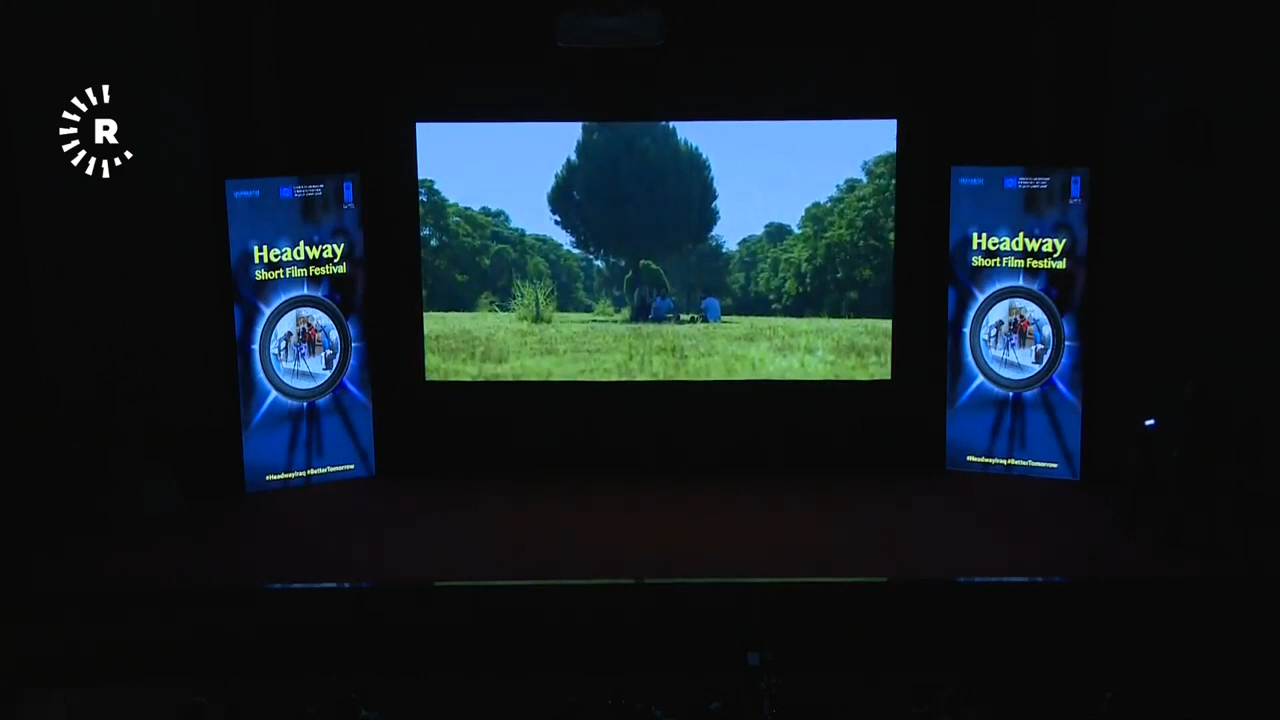 R
Headway
Short Film Festival
#HeadwayIraq #BetterTomorrow
Headway
Short Film Festival
#HeadwayIraq #BetterTomorrow